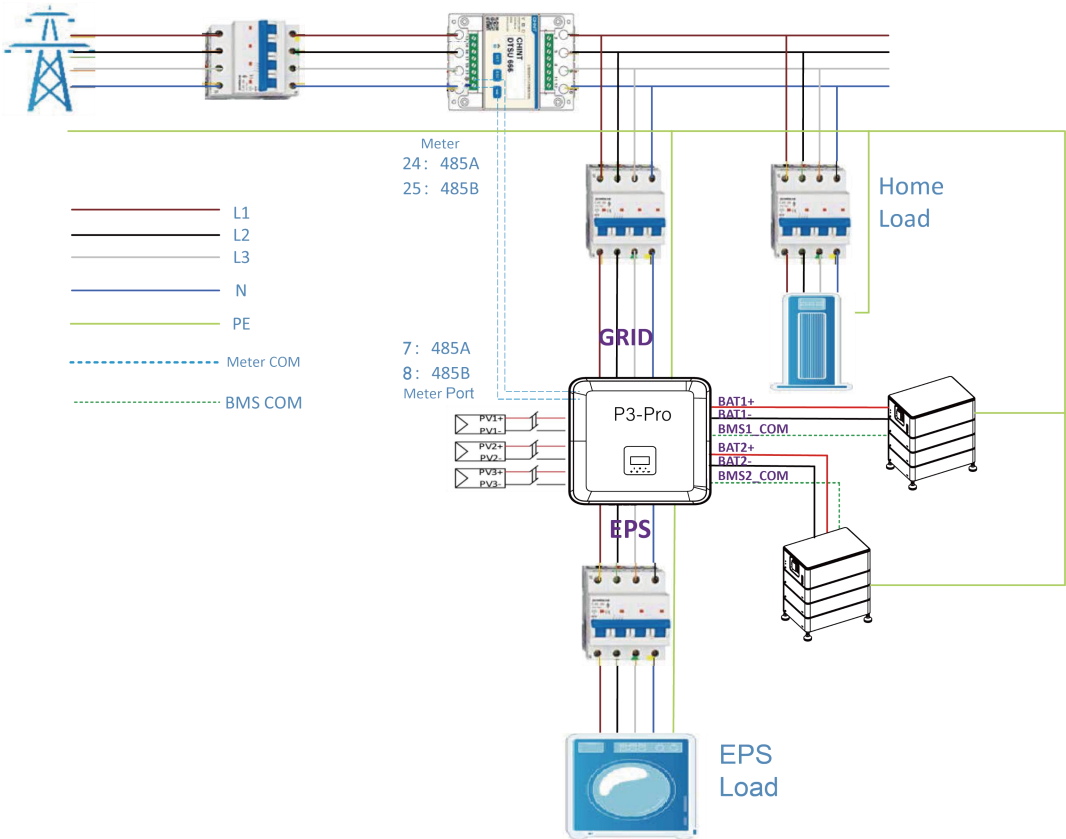 CHINT
DTSU 666
Meter
24: 485A
25: 485B
Home
Load
L1
L2
L3
N
PE
Meter COM
BMS COM
GRID
7: 485A
8: 485B
Meter Port
P3-Pro
PV1+
PV1-
PV2+
PV2-
PV3+
PV3-
BAT1+
BAT1-
BMS1_COM
BAT2+
BAT2-
BMS2_COM
EPS
EPS
Load